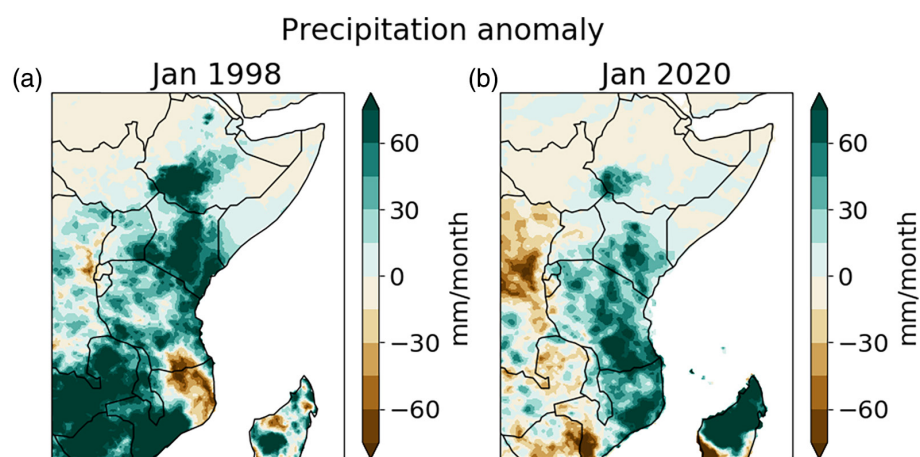 Precipitation anomaly
(a)
Jan 1998
60
30
0
−30
−60
mm/month
(b)
Jan 2020
60
30
0
−30
−60
mm/month